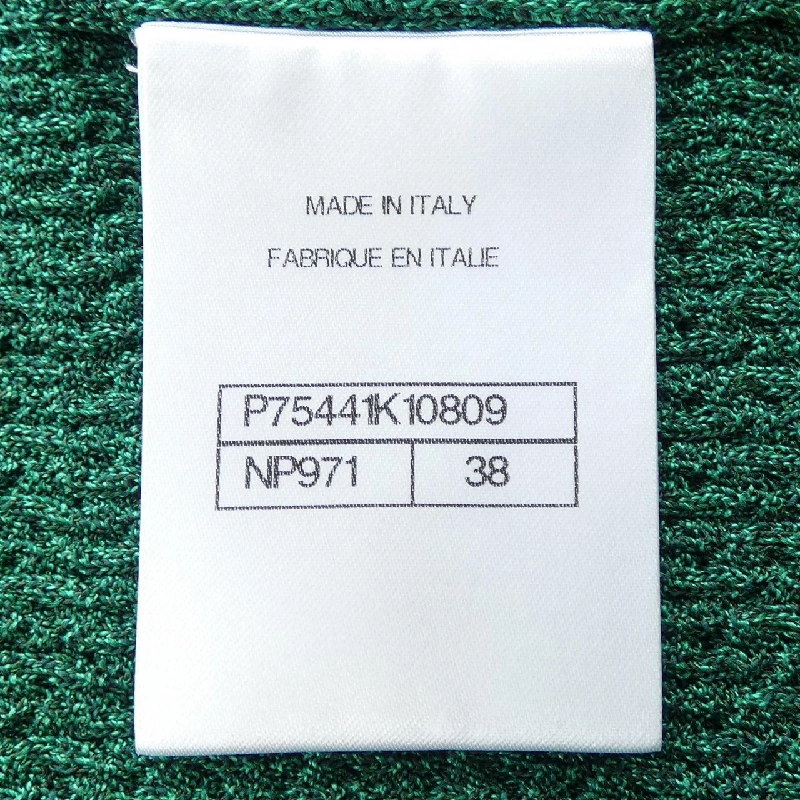 MADE IN ITALY
FABRIQUE EN ITALIE
P75441K10809
NP971 38